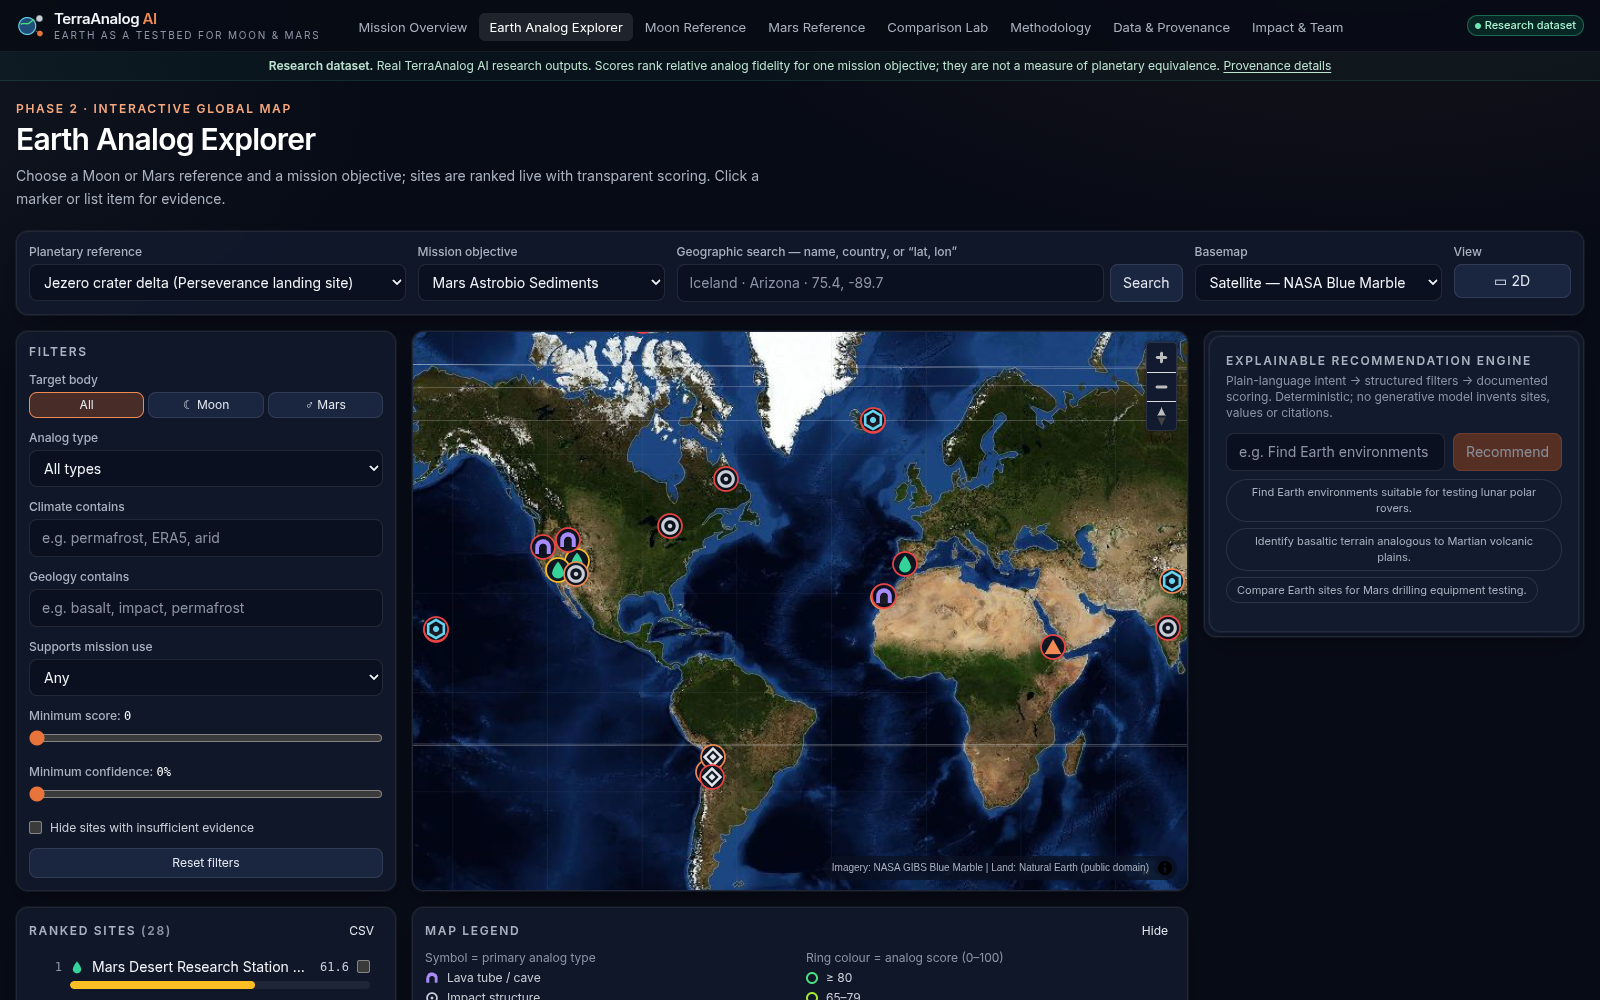 TerraAnalog AI
EARTH AS A TESTBED FOR MOON & MARS
Mission Overview
Earth Analog Explorer
Moon Reference
Mars Reference
Comparison Lab
Methodology
Data & Provenance
Impact & Team
Research dataset
Research dataset. Real TerraAnalog AI research outputs. Scores rank relative analog fidelity for one mission objective; they are not a measure of planetary equivalence. Provenance details
PHASE 2 · INTERACTIVE GLOBAL MAP
Earth Analog Explorer
Choose a Moon or Mars reference and a mission objective; sites are ranked live with transparent scoring. Click a
marker or list item for evidence.
Planetary reference
Jezero crater delta (Perseverance landing site)
Mission objective
Mars Astrobio Sediments
Geographic search — name, country, or “lat, lon”
Iceland · Arizona · 75.4, -89.7
Search
Basemap
Satellite — NASA Blue Marble
View
▭ 2D
FILTERS
Target body
All
☾ Moon
♂ Mars
Analog type
All types
Climate contains
e.g. permafrost, ERA5, arid
Geology contains
e.g. basalt, impact, permafrost
Supports mission use
Any
Minimum score: 0
Minimum confidence: 0%
Hide sites with insufficient evidence
Reset filters
Imagery: NASA GIBS Blue Marble | Land: Natural Earth (public domain)
EXPLAINABLE RECOMMENDATION ENGINE
Plain-language intent → structured filters → documented
scoring. Deterministic; no generative model invents sites,
values or citations.
e.g. Find Earth environments
Recommend
Find Earth environments suitable for testing lunar polar
rovers.
Identify basaltic terrain analogous to Martian volcanic
plains.
Compare Earth sites for Mars drilling equipment testing.
RANKED SITES (28)
CSV
1 Mars Desert Research Station ... 61.6
MAP LEGEND
Hide
Symbol = primary analog type
Lava tube / cave
Impact structure
Ring colour = analog score (0–100)
≥ 80
65–79